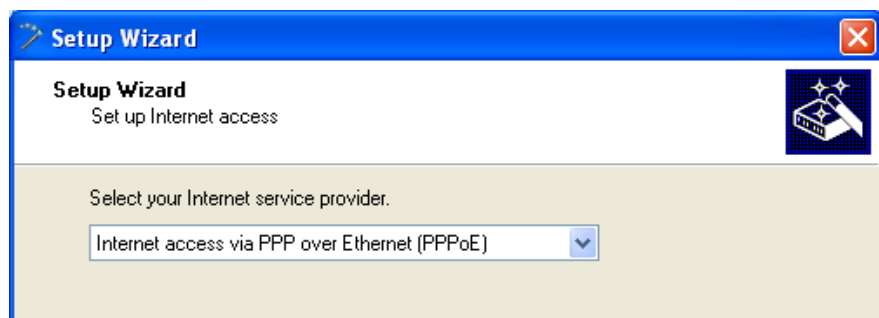 Setup Wizard
Setup Wizard
Set up Internet access
Select your Internet service provider.
Internet access via PPP over Ethernet (PPPoE)